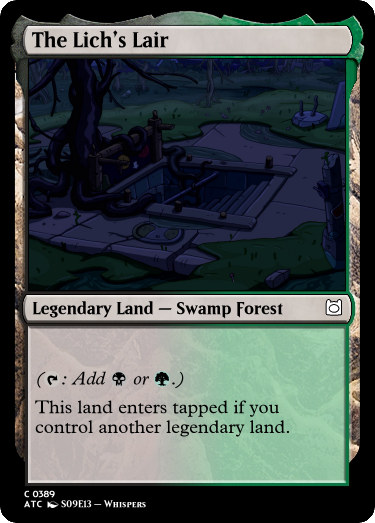 The Lich's Lair
Legendary Land — Swamp Forest
( : Add or .)
This land enters tapped if you
control another legendary land.
C 0389
ATC S09E13 – Whispers